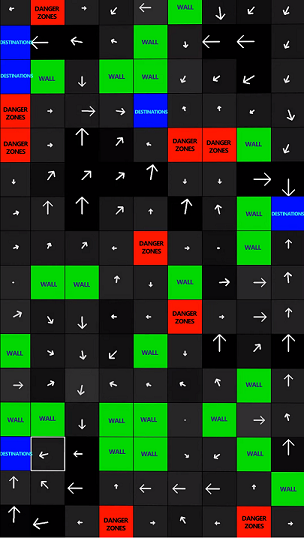 DANGER ZONES WALL
DESTINATIONS WALL
DESTINATIONS WALL WALL WALL
DANGER ZONES DESTINATIONS
DANGER ZONES DANGER ZONES DANGER ZONES WALL
WALL DESTINATIONS
DANGER ZONES WALL
WALL WALL WALL
DANGER ZONES
WALL WALL
WALL
WALL WALL WALL WALL WALL
DESTINATIONS WALL WALL WALL
WALL
DANGER ZONES DANGER ZONES